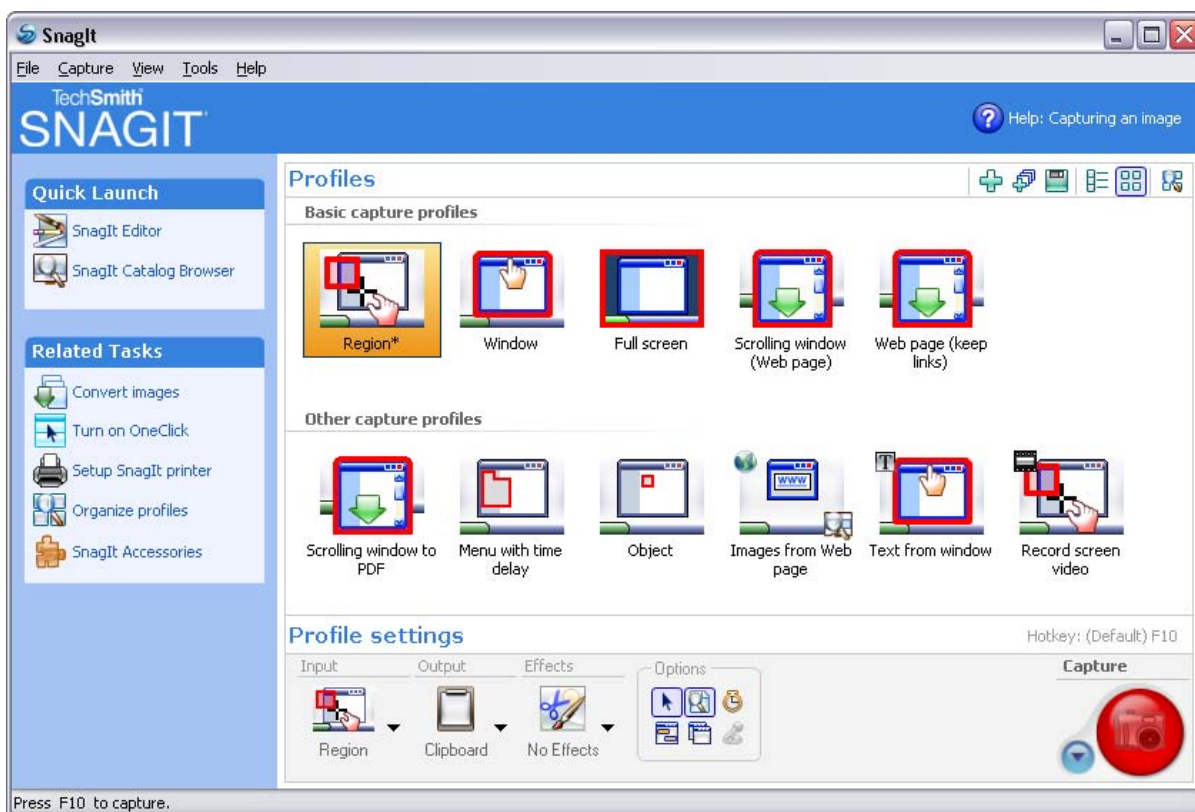 SnagIt
File Capture View Tools Help
TechSmith
SNAGIT
Help: Capturing an image
Quick Launch
SnagIt Editor
SnagIt Catalog Browser
Related Tasks
Convert images
Turn on OneClick
Setup SnagIt printer
Organize profiles
SnagIt Accessories
Profiles
Basic capture profiles
Region*
Window
Full screen
Scrolling window
(Web page)
Web page (keep
links)
Other capture profiles
Scrolling window to
PDF
Menu with time
delay
Object
WWW
Images from Web
page
T
Text from window
Record screen
video
Profile settings
Hotkey: (Default) F10
Input
Region
Output
Clipboard
Effects
No Effects
Options
Capture
Press F10 to capture.